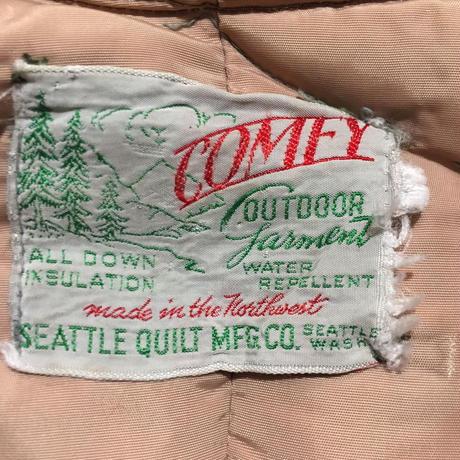 COMFY
OUTDOOR
Garment
ALL DOWN
INSULATION
WATER
REPELLENT
made in the Northwest
SEATTLE QUILT MFG.CO. SEATTLE
WASH